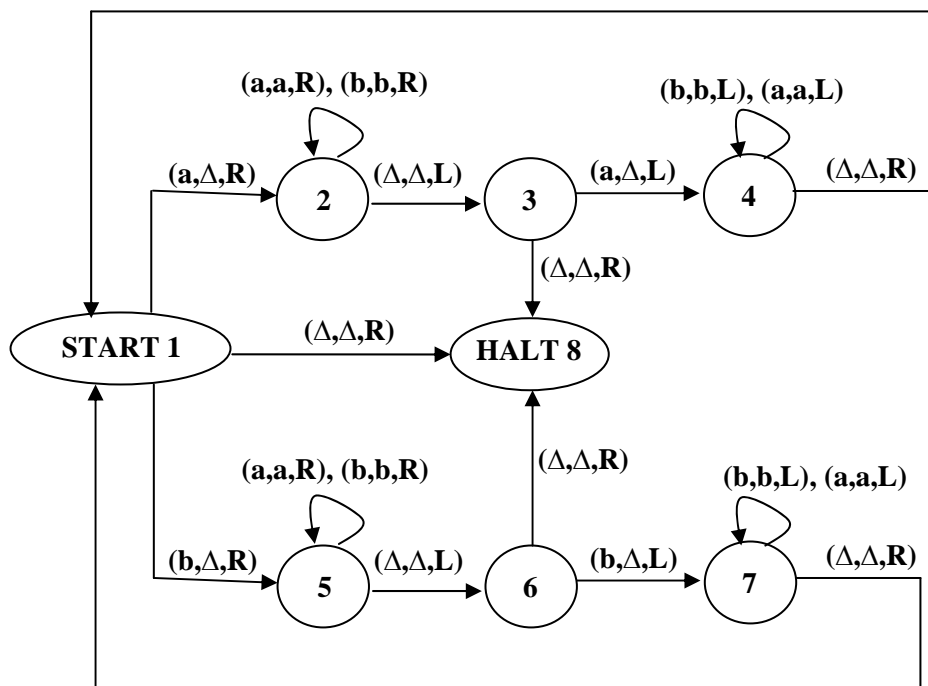 (a,a,R), (b,b,R)
(b,b,L), (a,a,L)
(a,∆,R)
2
(∆,∆,L)
3
(a,∆,L)
4
(∆,∆,R)
(∆,∆,R)
START 1
(∆,∆,R)
HALT 8
(∆,∆,R)
(a,a,R), (b,b,R)
(b,b,L), (a,a,L)
(b,∆,R)
5
(∆,∆,L)
6
(b,∆,L)
7
(∆,∆,R)